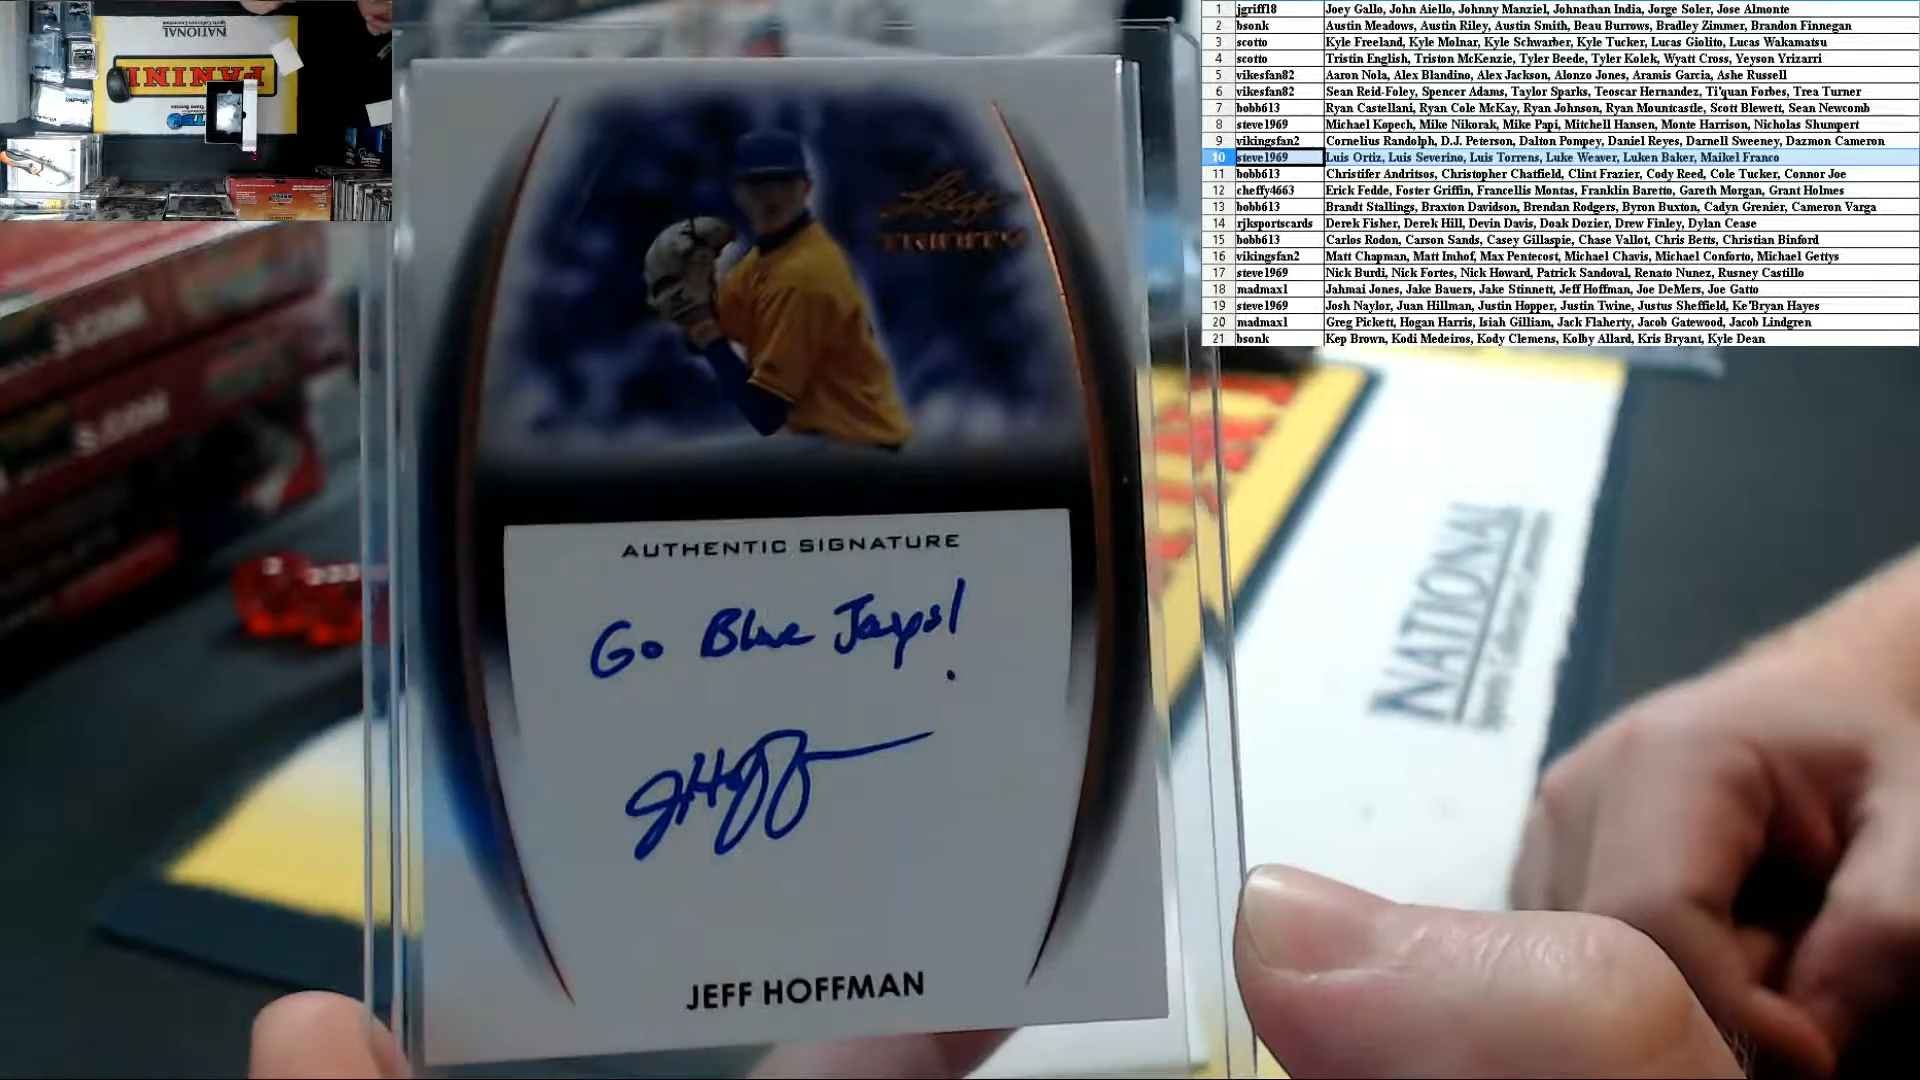 NATIONAL
Sports Collectors Convention
PANINI
1 jgriff18 Joey Gallo, John Aiello, Johnny Manziel, Johnathan India, Jorge Soler, Jose Almonte
2 bsonk Austin Meadows, Austin Riley, Austin Smith, Beau Burrows, Bradley Zimmer, Brandon Finnegan
3 scotto Kyle Freeland, Kyle Molnar, Kyle Schwarber, Kyle Tucker, Lucas Giolito, Lucas Wakamatsu
4 scotto Tristin English, Triston McKenzie, Tyler Beede, Tyler Kolek, Wyatt Cross, Yeyson Yrizarri
5 vikesfan82 Aaron Nola, Alex Blandino, Alex Jackson, Alonzo Jones, Aramis Garcia, Ashe Russell
6 vikesfan82 Sean Reid-Foley, Spencer Adams, Taylor Sparks, Teoscar Hernandez, Ti'quan Forbes, Trea Turner
7 bobb613 Ryan Castellani, Ryan Cole McKay, Ryan Johnson, Ryan Mountcastle, Scott Blewett, Sean Newcomb
8 steve1969 Michael Kopech, Mike Nikorak, Mike Papi, Mitchell Hansen, Monte Harrison, Nicholas Shumpert
9 vikingsfan2 Cornelius Randolph, D.J. Peterson, Dalton Pompey, Daniel Reyes, Darnell Sweeney, Dazmon Cameron
10 steve1969 Luis Ortiz, Luis Severino, Luis Torrens, Luke Weaver, Luken Baker, Maikel Franco
11 bobb613 Christifer Andritsos, Christopher Chatfield, Clint Frazier, Cody Reed, Cole Tucker, Connor Joe
12 cheffy4663 Erick Fedde, Foster Griffin, Francellis Montas, Franklin Baretto, Gareth Morgan, Grant Holmes
13 bobb613 Brandt Stallings, Braxton Davidson, Brendan Rodgers, Byron Buxton, Cadyn Grenier, Cameron Varga
14 rjksportscards Derek Fisher, Derek Hill, Devin Davis, Doak Dozier, Drew Finley, Dylan Cease
15 bobb613 Carlos Rodon, Carson Sands, Casey Gillaspie, Chase Vallot, Chris Betts, Christian Binford
16 vikingsfan2 Matt Chapman, Matt Imhof, Max Pentecost, Michael Chavis, Michael Conforto, Michael Gettys
17 steve1969 Nick Burdi, Nick Fortes, Nick Howard, Patrick Sandoval, Renato Nunez, Rusney Castillo
18 madmax1 Jahmai Jones, Jake Bauers, Jake Stinnett, Jeff Hoffman, Joe DeMers, Joe Gatto
19 steve1969 Josh Naylor, Juan Hillman, Justin Hopper, Justin Twine, Justus Sheffield, Ke'Bryan Hayes
20 madmax1 Greg Pickett, Hogan Harris, Isiah Gilliam, Jack Flaherty, Jacob Gatewood, Jacob Lindgren
21 bsonk Kep Brown, Kodi Medeiros, Kody Clemens, Kolby Allard, Kris Bryant, Kyle Dean
Leaf
TRINITY
AUTHENTIC SIGNATURE
Go Blue Jays!
JHoff
JEFF HOFFMAN
S.COM
S.COM
NATIONAL
Sports Collectors Convention